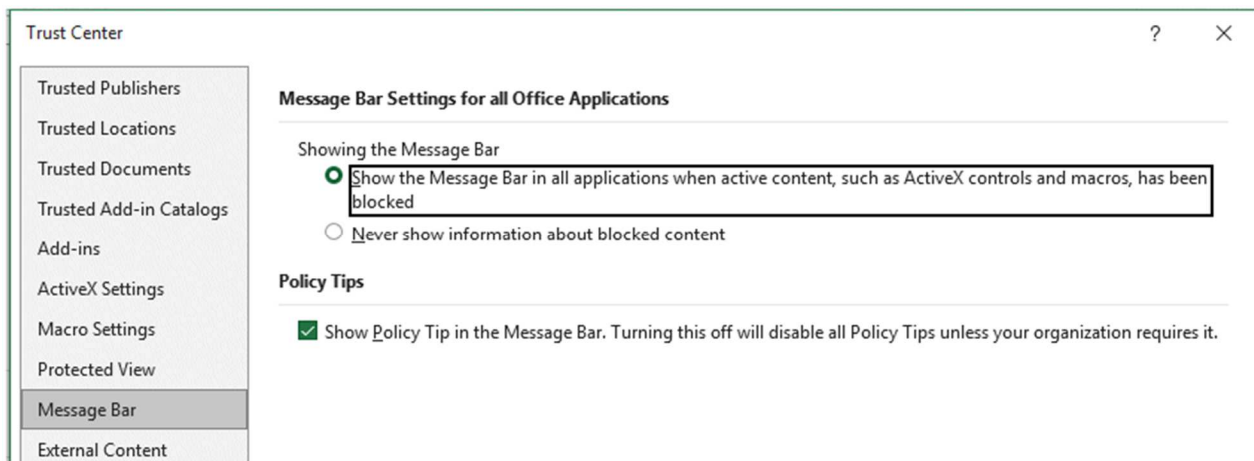 Trust Center
?
Trusted Publishers
Trusted Locations
Trusted Documents
Trusted Add-in Catalogs
Add-ins
ActiveX Settings
Macro Settings
Protected View
Message Bar
External Content
Message Bar Settings for all Office Applications
Showing the Message Bar
Show the Message Bar in all applications when active content, such as ActiveX controls and macros, has been
blocked
Never show information about blocked content
Policy Tips
Show Policy Tip in the Message Bar. Turning this off will disable all Policy Tips unless your organization requires it.